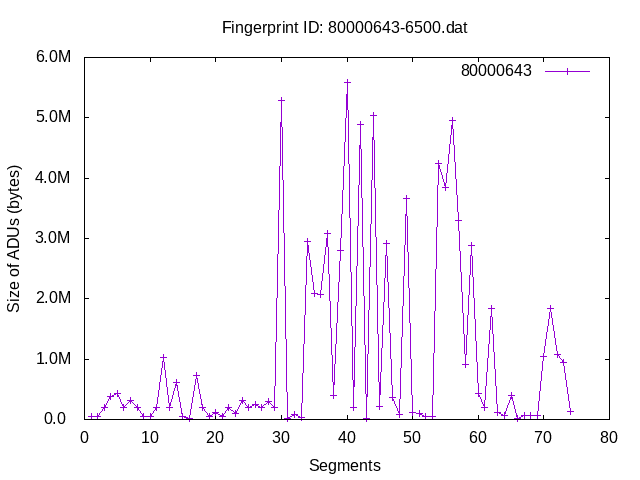 Fingerprint ID: 80000643-6500.dat
80000643
Size of ADUs (bytes)
6.0M
5.0M
4.0M
3.0M
2.0M
1.0M
0.0
0 10 20 30 40 50 60 70 80
Segments